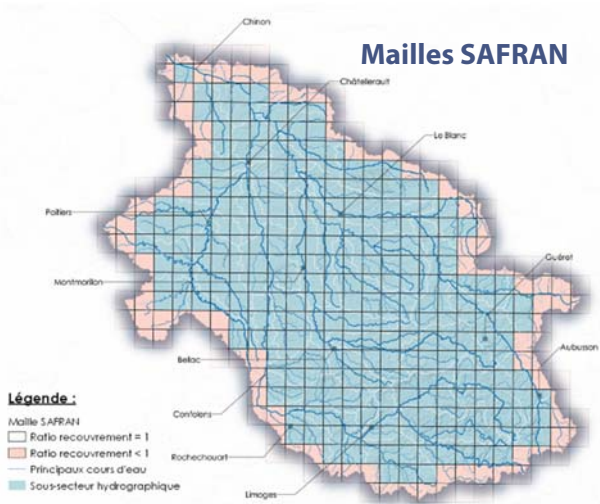 Mailles SAFRAN
Chinon
Châtellerault
Le Blanc
Poitiers
Guéret
Montmorillon
Aubusson
Bellac
Confolens
Rochechouart
Limoges
Légende :
Maille SAFRAN
Ratio recouvrement = 1
Ratio recouvrement < 1
Principaux cours d'eau
Sous-secteur hydrographique